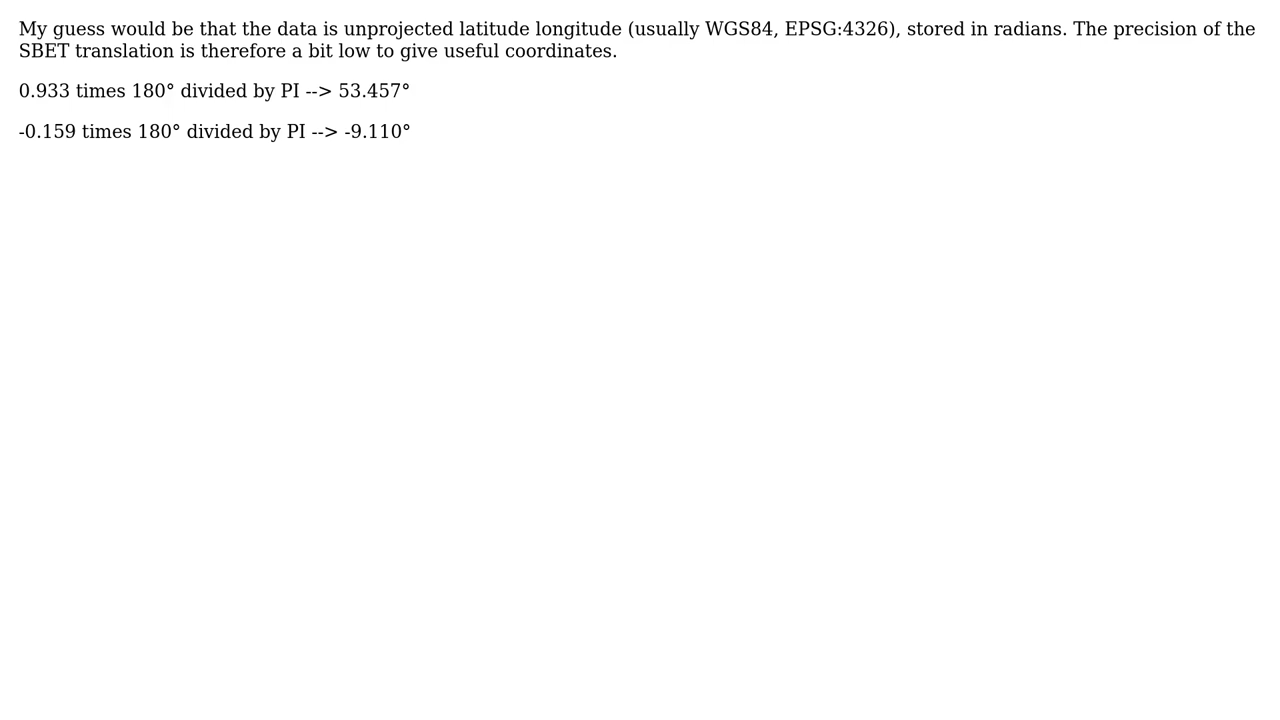 My guess would be that the data is unprojected latitude longitude (usually WGS84, EPSG:4326), stored in radians. The precision of the
SBET translation is therefore a bit low to give useful coordinates.
0.933 times 180° divided by PI --> 53.457°
-0.159 times 180° divided by PI --> -9.110°